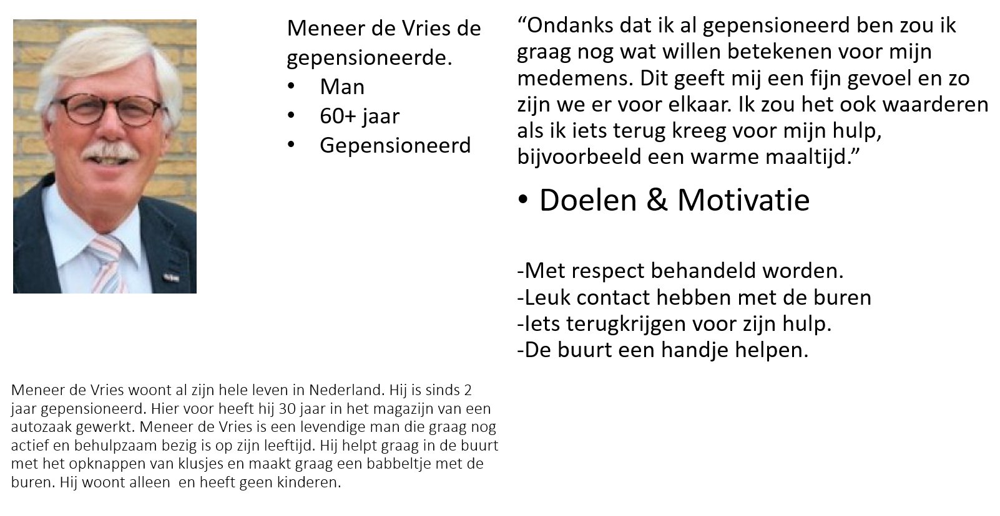 Meneer de Vries de
gepensioneerde.
• Man
• 60+ jaar
• Gepensioneerd
“Ondanks dat ik al gepensioneerd ben zou ik
graag nog wat willen betekenen voor mijn
medemens. Dit geeft mij een fijn gevoel en zo
zijn we er voor elkaar. Ik zou het ook waarderen
als ik iets terug kreeg voor mijn hulp,
bijvoorbeeld een warme maaltijd.”
• Doelen & Motivatie
-Met respect behandeld worden.
-Leuk contact hebben met de buren
-Iets terugkrijgen voor zijn hulp.
-De buurt een handje helpen.
Meneer de Vries woont al zijn hele leven in Nederland. Hij is sinds 2
jaar gepensioneerd. Hier voor heeft hij 30 jaar in het magazijn van een
autozaak gewerkt. Meneer de Vries is een levendige man die graag nog
actief en behulpzaam bezig is op zijn leeftijd. Hij helpt graag in de buurt
met het opknappen van klusjes en maakt graag een babbeltje met de
buren. Hij woont alleen  en heeft geen kinderen.